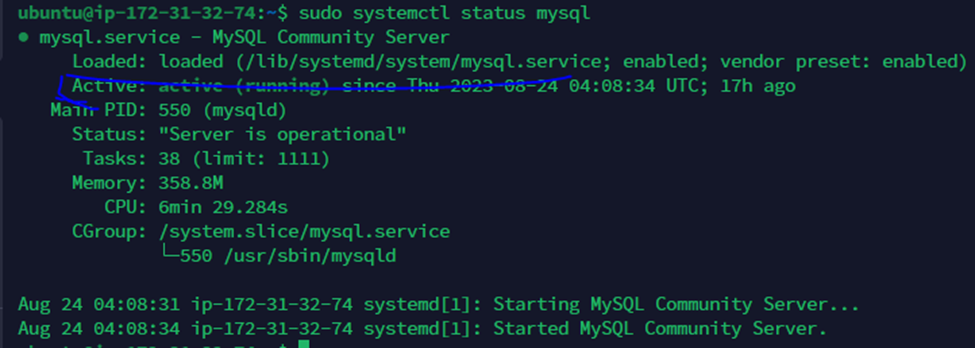 ubuntu@ip-172-31-32-74:~$ sudo systemctl status mysql
● mysql.service - MySQL Community Server
Loaded: loaded (/lib/systemd/system/mysql.service; enabled; vendor preset: enabled)
Active: active (running) since Thu 2023-08-24 04:08:34 UTC; 17h ago
Main PID: 550 (mysqld)
Status: "Server is operational"
Tasks: 38 (limit: 1111)
Memory: 358.8M
CPU: 6min 29.284s
CGroup: /system.slice/mysql.service
└─550 /usr/sbin/mysqld
Aug 24 04:08:31 ip-172-31-32-74 systemd[1]: Starting MySQL Community Server...
Aug 24 04:08:34 ip-172-31-32-74 systemd[1]: Started MySQL Community Server.